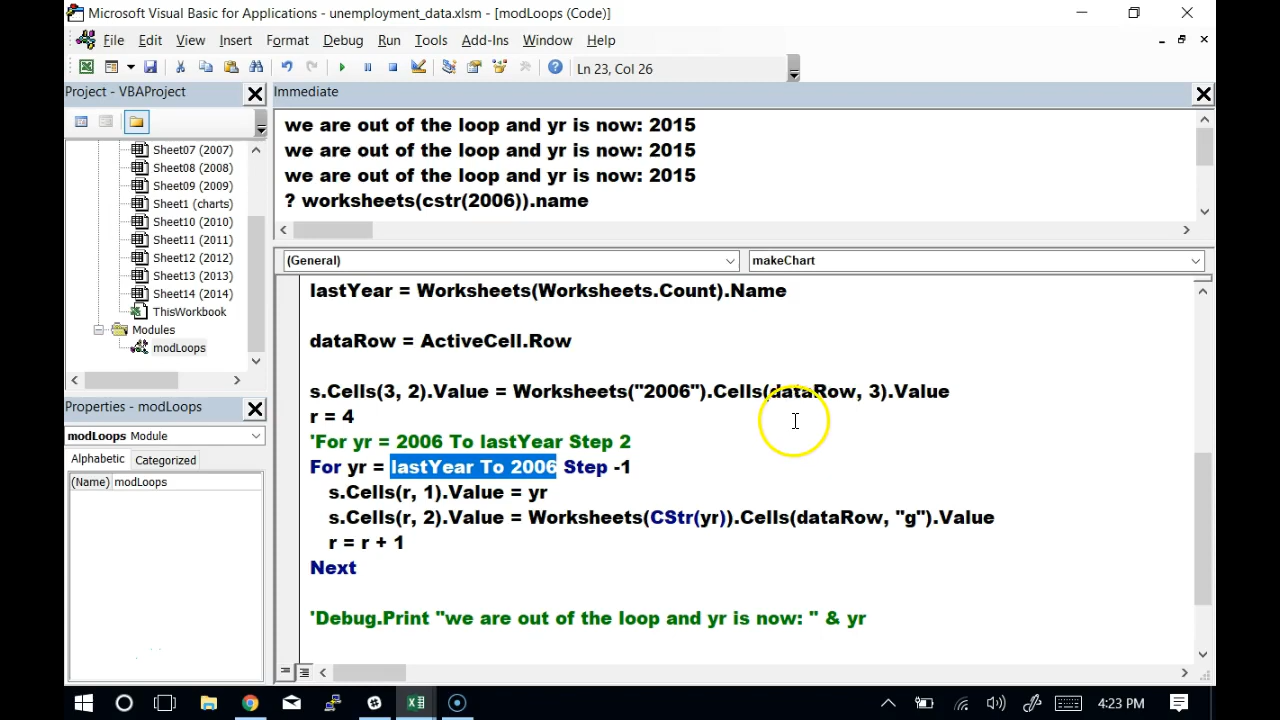 Microsoft Visual Basic for Applications - unemployment_data.xlsm - [modLoops (Code)]
File Edit View Insert Format Debug Run Tools Add-Ins Window Help
Ln 23, Col 26
Project - VBAProject
Sheet07 (2007)
Sheet08 (2008)
Sheet09 (2009)
Sheet1 (charts)
Sheet10 (2010)
Sheet11 (2011)
Sheet12 (2012)
Sheet13 (2013)
Sheet14 (2014)
ThisWorkbook
Modules
modLoops
Properties - modLoops
modLoops Module
Alphabetic Categorized
(Name) modLoops
Immediate
we are out of the loop and yr is now: 2015
we are out of the loop and yr is now: 2015
we are out of the loop and yr is now: 2015
? worksheets(cstr(2006)).name
(General) makeChart
lastYear = Worksheets(Worksheets.Count).Name
dataRow = ActiveCell.Row
s.Cells(3, 2).Value = Worksheets("2006").Cells(dataRow, 3).Value
r = 4
'For yr = 2006 To lastYear Step 2
For yr = lastYear To 2006 Step -1
s.Cells(r, 1).Value = yr
s.Cells(r, 2).Value = Worksheets(CStr(yr)).Cells(dataRow, "g").Value
r = r + 1
Next
'Debug.Print "we are out of the loop and yr is now: " & yr
4:23 PM